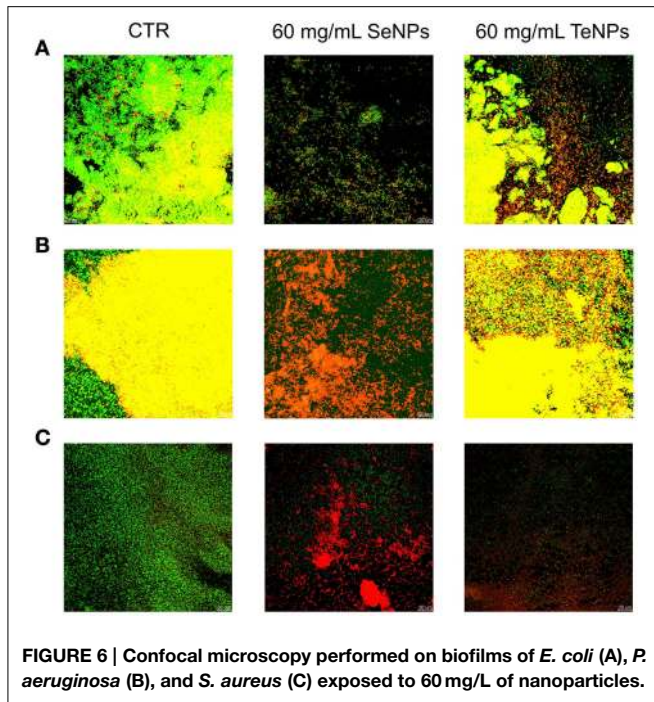 CTR 60 mg/mL SeNPs 60 mg/mL TeNPs
A
B
C
FIGURE 6 | Confocal microscopy performed on biofilms of E. coli (A), P.
aeruginosa (B), and S. aureus (C) exposed to 60 mg/L of nanoparticles.